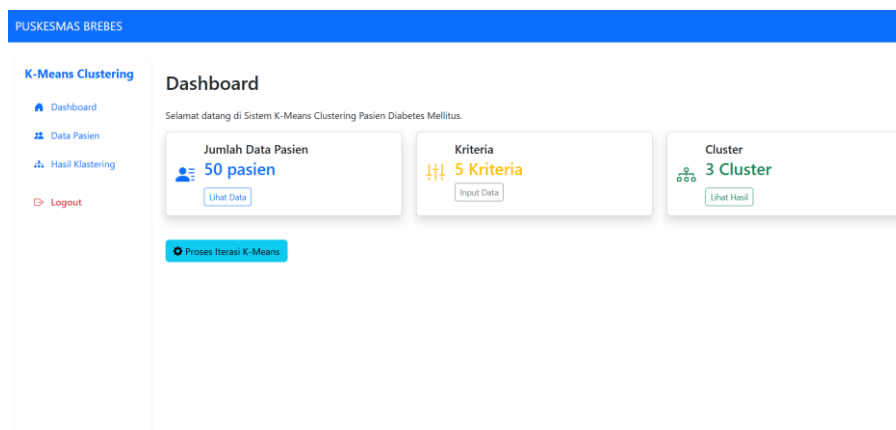 PUSKESMAS BREBES
K-Means Clustering
Dashboard
Data Pasien
Hasil Klastering
Logout
Dashboard
Selamat datang di Sistem K-Means Clustering Pasien Diabetes Mellitus.
Jumlah Data Pasien
50 pasien
Lihat Data
Kriteria
5 Kriteria
Input Data
Cluster
3 Cluster
Lihat Hasil
Proses Iterasi K-Means